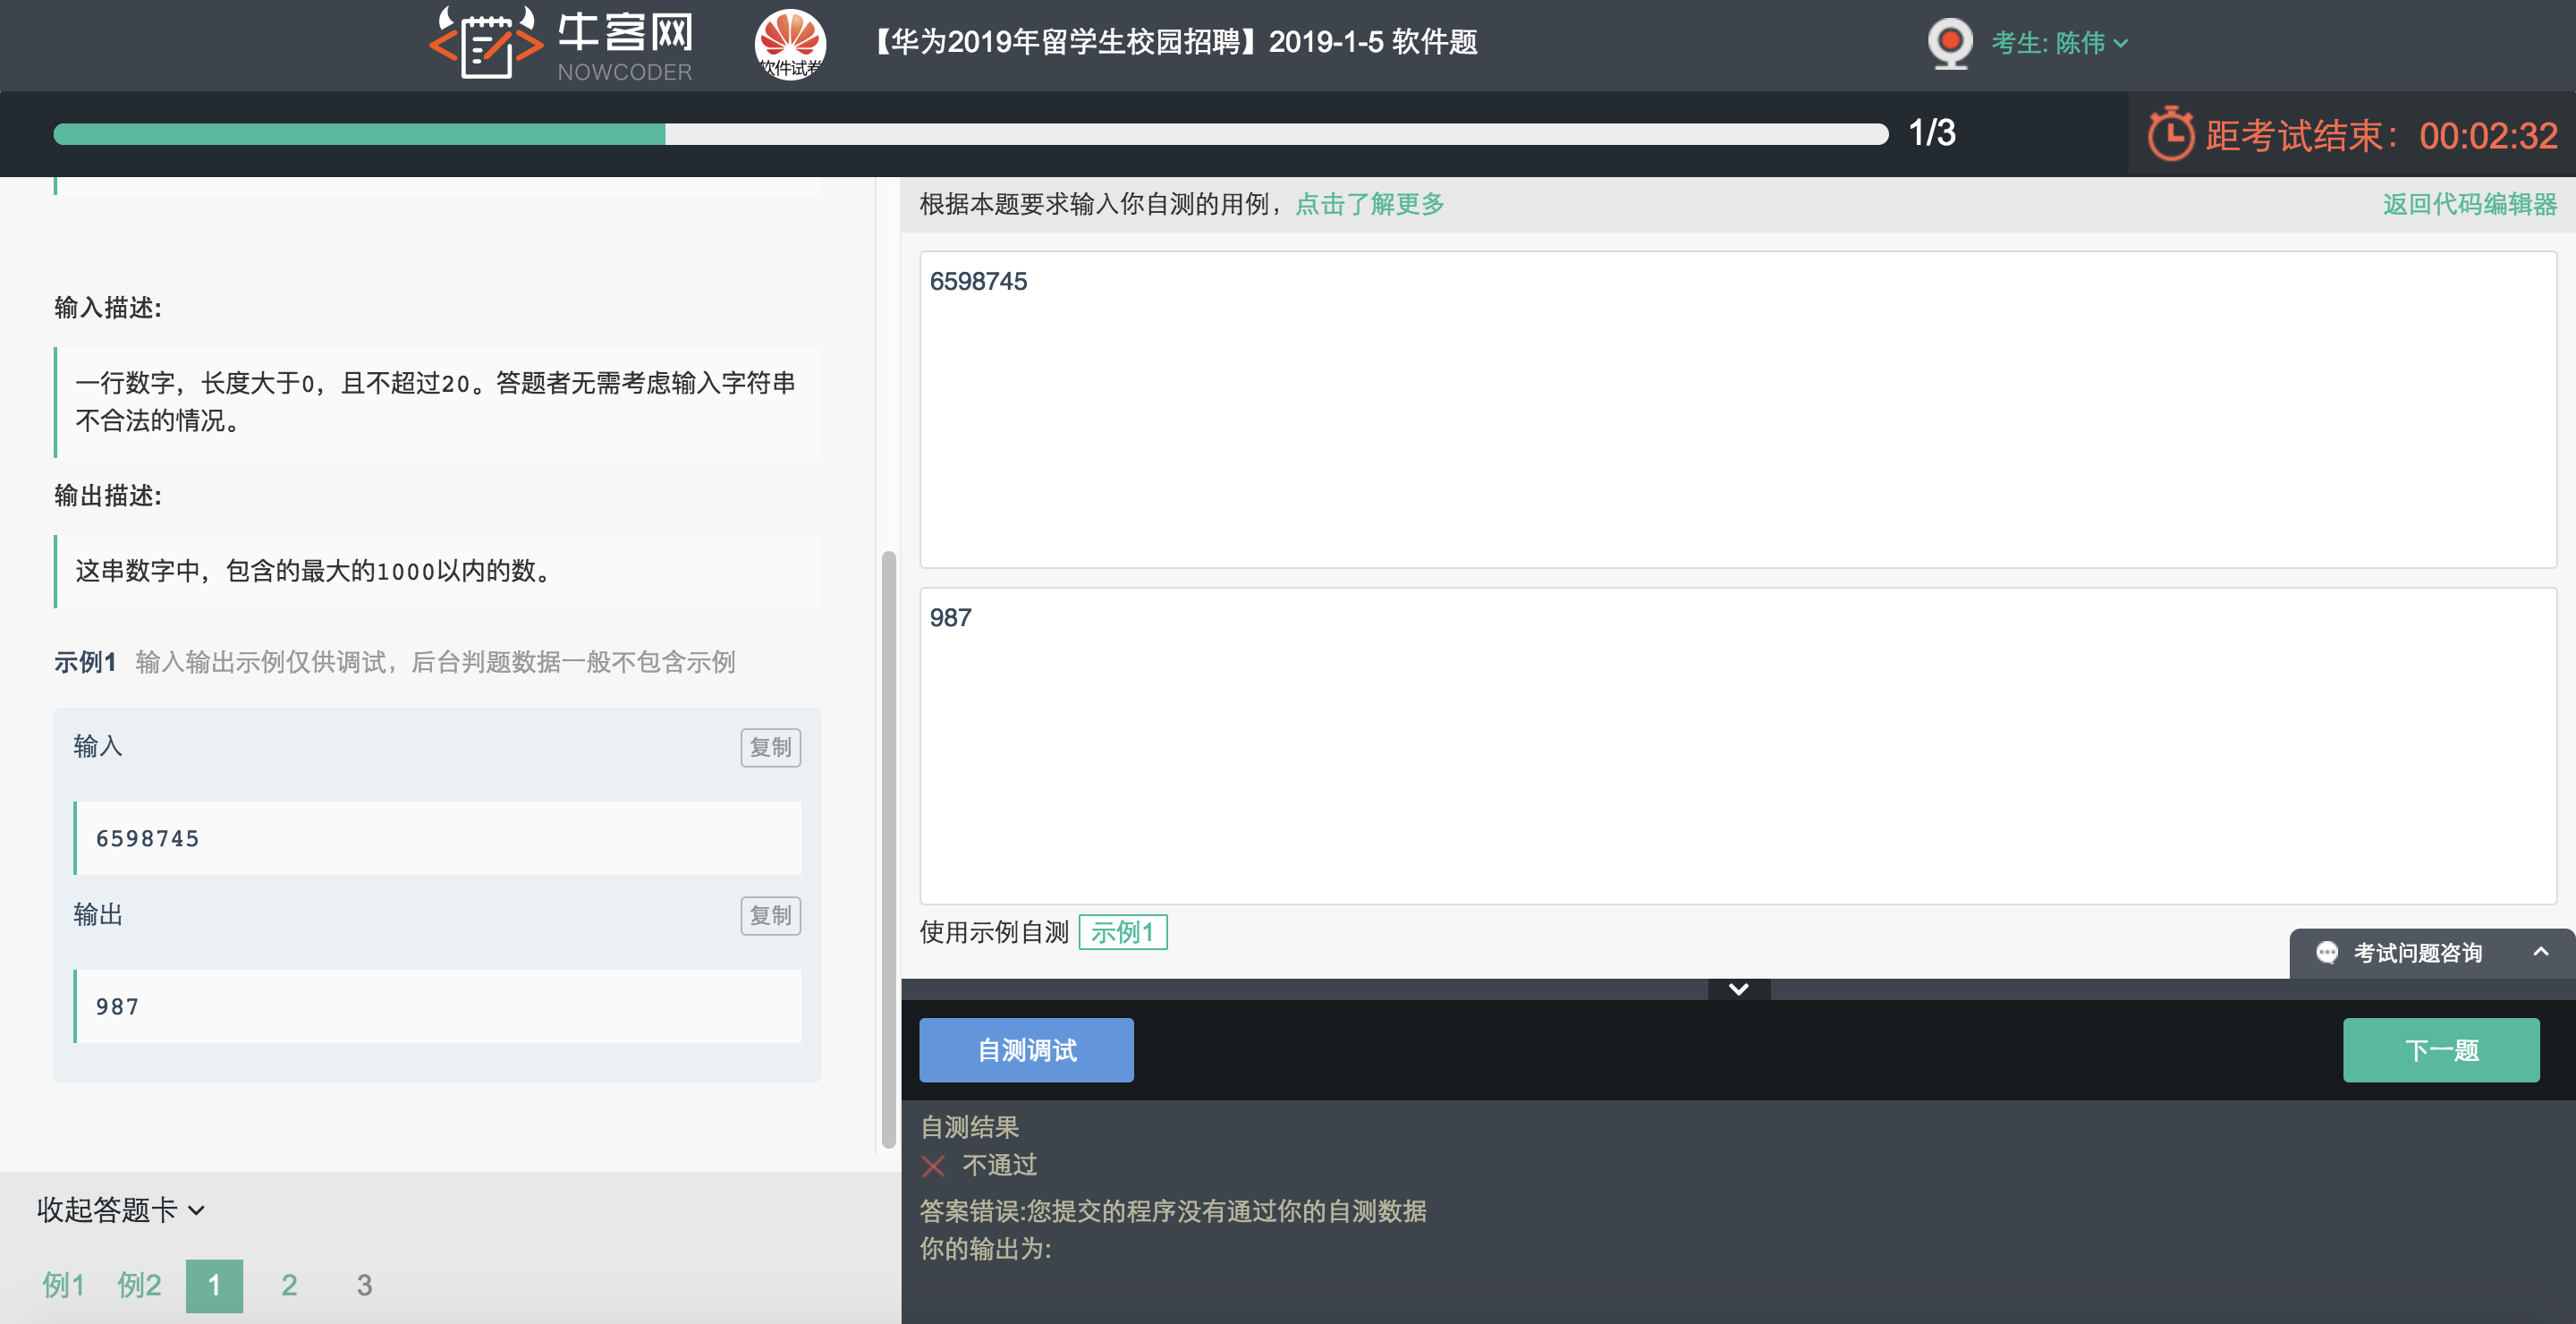 牛客网
NOWCODER
软件试卷
【华为2019年留学生校园招聘】2019-1-5 软件题
考生: 陈伟
1/3
距考试结束：00:02:32
输入描述:
一行数字，长度大于0，且不超过20。答题者无需考虑输入字符串
不合法的情况。
输出描述:
这串数字中，包含的最大的1000以内的数。
示例1 输入输出示例仅供调试，后台判题数据一般不包含示例
输入
复制
6598745
输出
复制
987
收起答题卡
例1 例2 1 2 3
根据本题要求输入你自测的用例，点击了解更多
返回代码编辑器
6598745
987
使用示例自测 示例1
考试问题咨询
自测调试
下一题
自测结果
不通过
答案错误:您提交的程序没有通过你的自测数据
你的输出为: